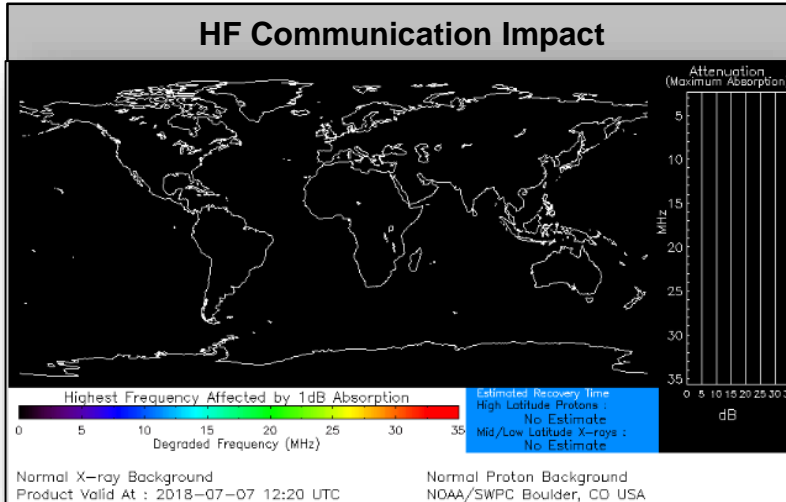 HF Communication Impact
Attenuation
(Maximum Absorption)
5
10
15
20
25
30
35
MHz
0 5 10 15 20 25 30 3
dB
Highest Frequency Affected by 1dB Absorption
0 5 10 15 20 25 30 35
Degraded Frequency (MHz)
Estimated Recovery Time
High Latitude Protons :
No Estimate
Mid/Low Latitude X-rays :
No Estimate
Normal X-ray Background
Normal Proton Background
Product Valid At : 2018-07-07 12:20 UTC
NOAA/SWPC Boulder, CO USA